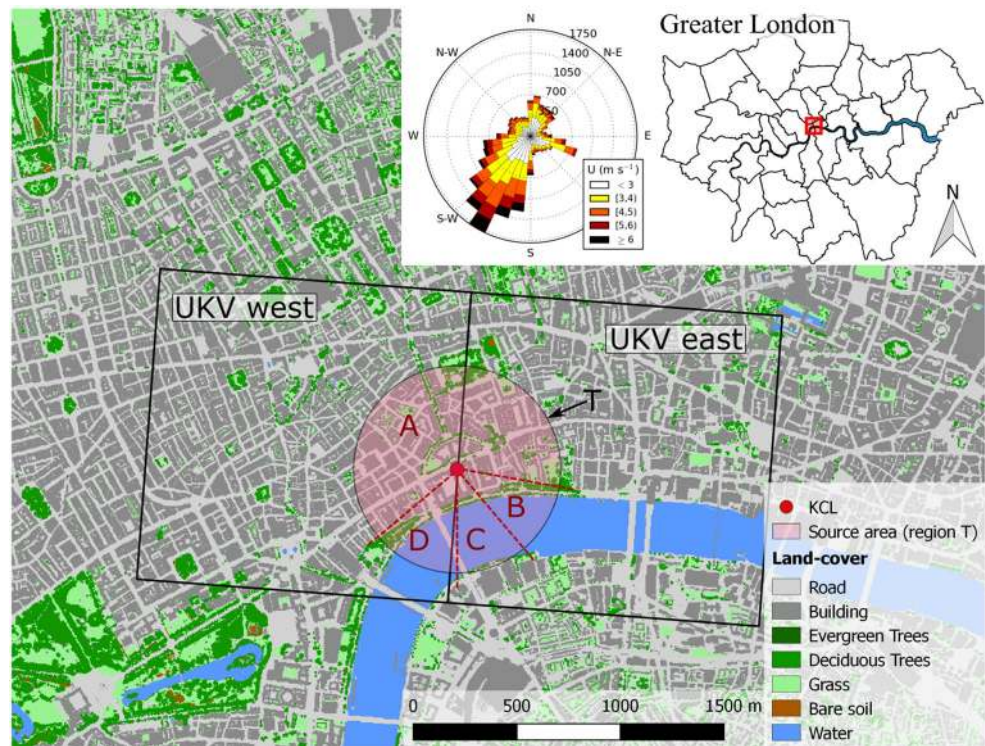 N
N-W
N-E
1750
1400
1050
700
W
E
S-W
S
U (m s⁻¹)
< 3
[3,4)
[4,5)
[5,6)
≥ 6
Greater London
N
UKV west
UKV east
T
A
B
D
C
KCL
Source area (region T)
Land-cover
Road
Building
Evergreen Trees
Deciduous Trees
Grass
Bare soil
Water
0 500 1000 1500 m